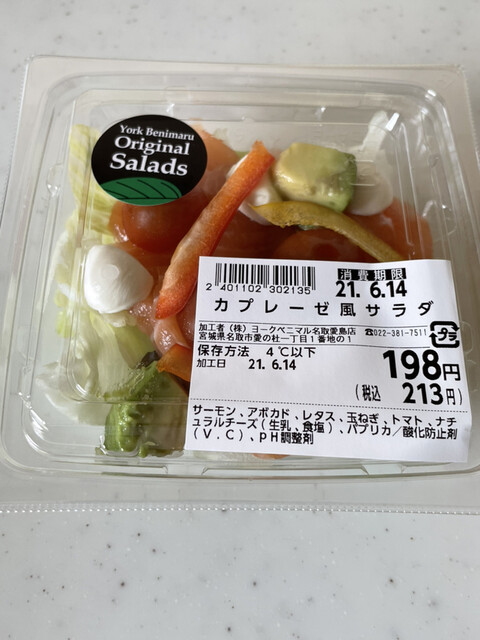 York Benimaru
Original
Salads
2 401102 302135
消費期限
21. 6.14
カプレーゼ風サラダ
加工者(株)ヨークベニマル名取愛島店
宮城県名取市愛の杜一丁目1番地の1
☎022-381-7511
プラ
保存方法 4℃以下
加工日 21. 6.14
198円
(税込 213円)
サーモン、アボカド、レタス、玉ねぎ、トマト、ナチ
ュラルチーズ(生乳、食塩)、パプリカ/酸化防止剤
(V.C)、pH調整剤